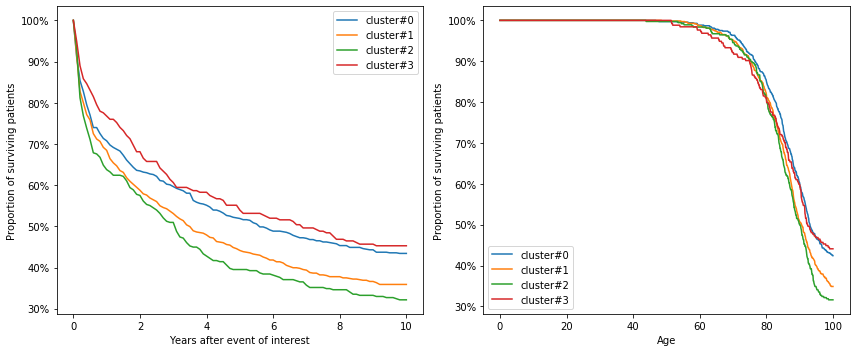 100%
90%
80%
70%
60%
50%
40%
30%
Proportion of surviving patients
0
2
4
6
8
10
Years after event of interest
cluster#0
cluster#1
cluster#2
cluster#3
100%
90%
80%
70%
60%
50%
40%
30%
Proportion of surviving patients
0
20
40
60
80
100
Age
cluster#0
cluster#1
cluster#2
cluster#3